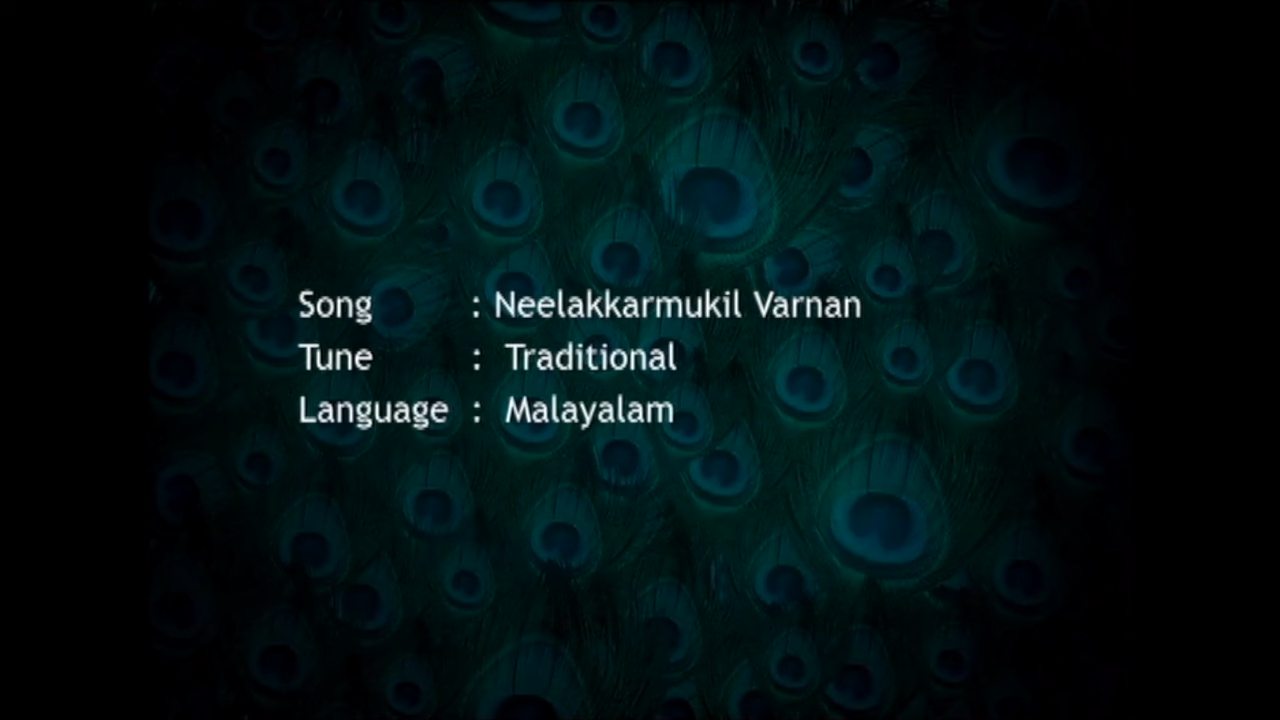 Song : Neelakkarmukil Varnan
Tune : Traditional
Language : Malayalam